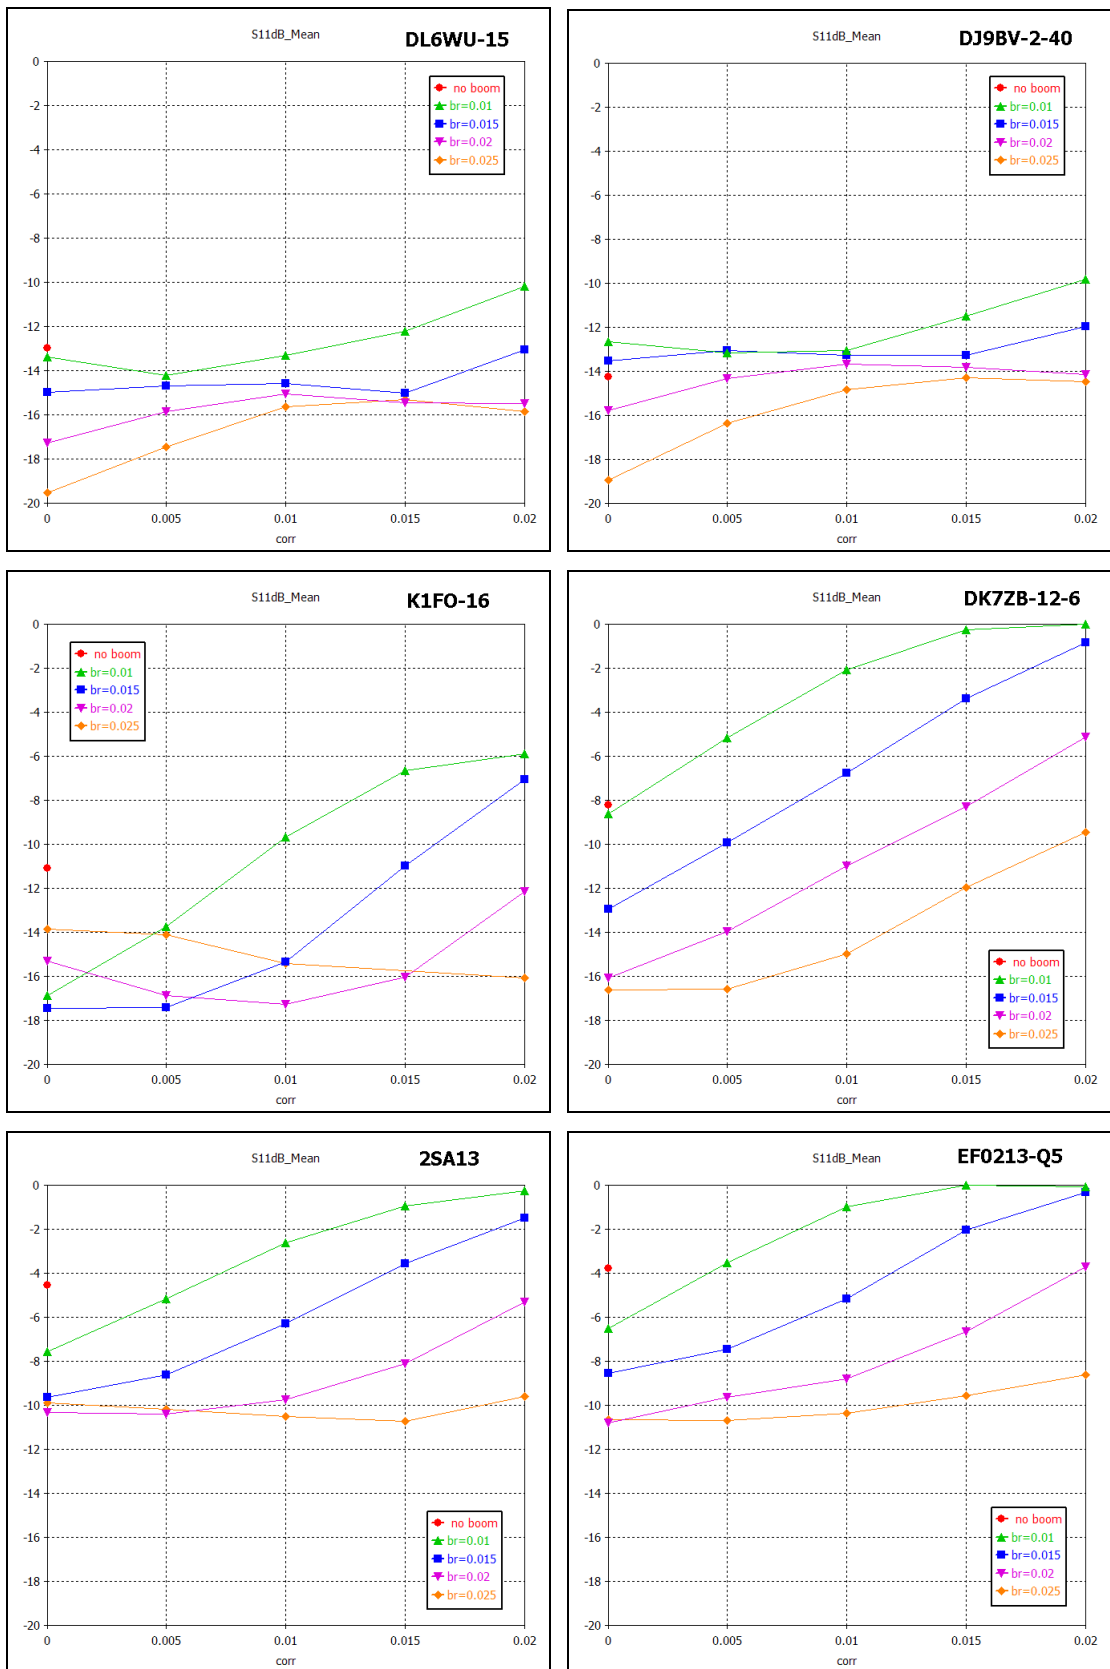 S11dB_Mean DL6WU-15
0
-2
-4
-6
-8
-10
-12
-14
-16
-18
-20
no boom
br=0.01
br=0.015
br=0.02
br=0.025
0 0.005 0.01 0.015 0.02
corr
S11dB_Mean DJ9BV-2-40
0
-2
-4
-6
-8
-10
-12
-14
-16
-18
-20
no boom
br=0.01
br=0.015
br=0.02
br=0.025
0 0.005 0.01 0.015 0.02
corr
S11dB_Mean K1FO-16
0
-2
-4
-6
-8
-10
-12
-14
-16
-18
-20
no boom
br=0.01
br=0.015
br=0.02
br=0.025
0 0.005 0.01 0.015 0.02
corr
S11dB_Mean DK7ZB-12-6
0
-2
-4
-6
-8
-10
-12
-14
-16
-18
-20
no boom
br=0.01
br=0.015
br=0.02
br=0.025
0 0.005 0.01 0.015 0.02
corr
S11dB_Mean 2SA13
0
-2
-4
-6
-8
-10
-12
-14
-16
-18
-20
no boom
br=0.01
br=0.015
br=0.02
br=0.025
0 0.005 0.01 0.015 0.02
corr
S11dB_Mean EF0213-Q5
0
-2
-4
-6
-8
-10
-12
-14
-16
-18
-20
no boom
br=0.01
br=0.015
br=0.02
br=0.025
0 0.005 0.01 0.015 0.02
corr